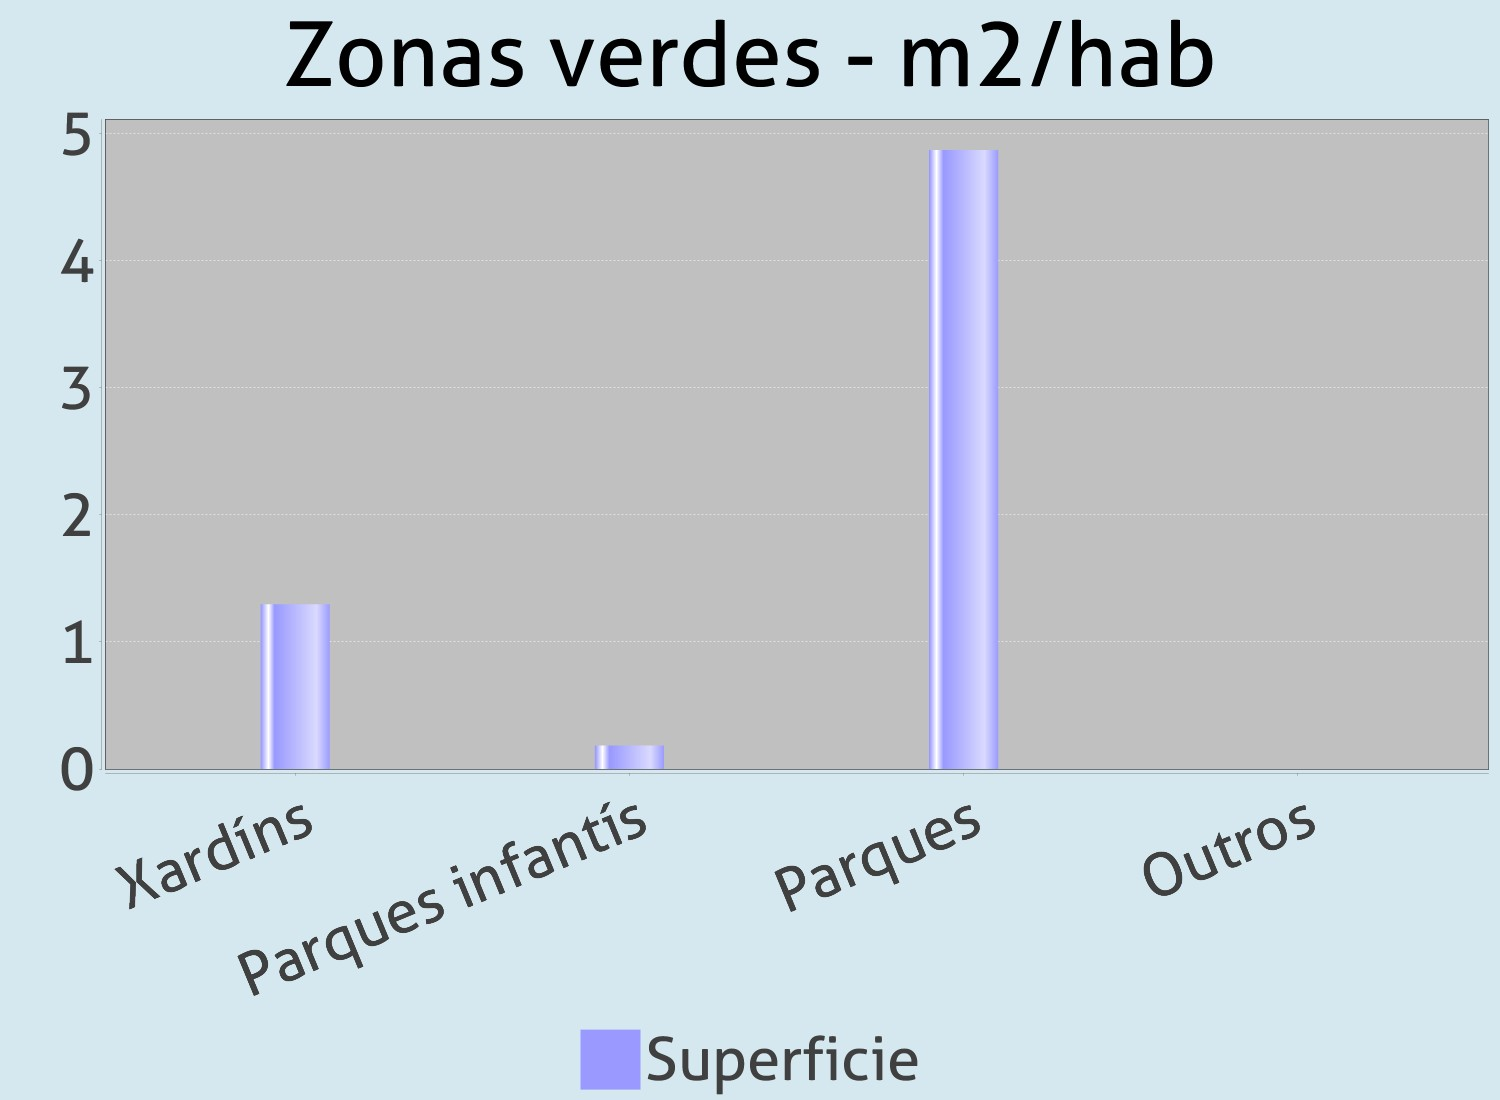 Zonas verdes - m2/hab
5
4
3
2
1
0
Xardíns
Parques infantís
Parques
Outros
Superficie